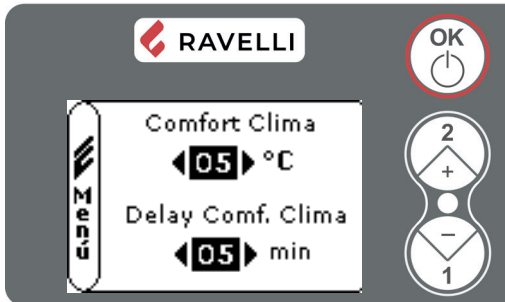 RAVELLI
OK
Comfort Clima
05 °C
Menú
Delay Comf. Clima
05 min
2
+
−
1